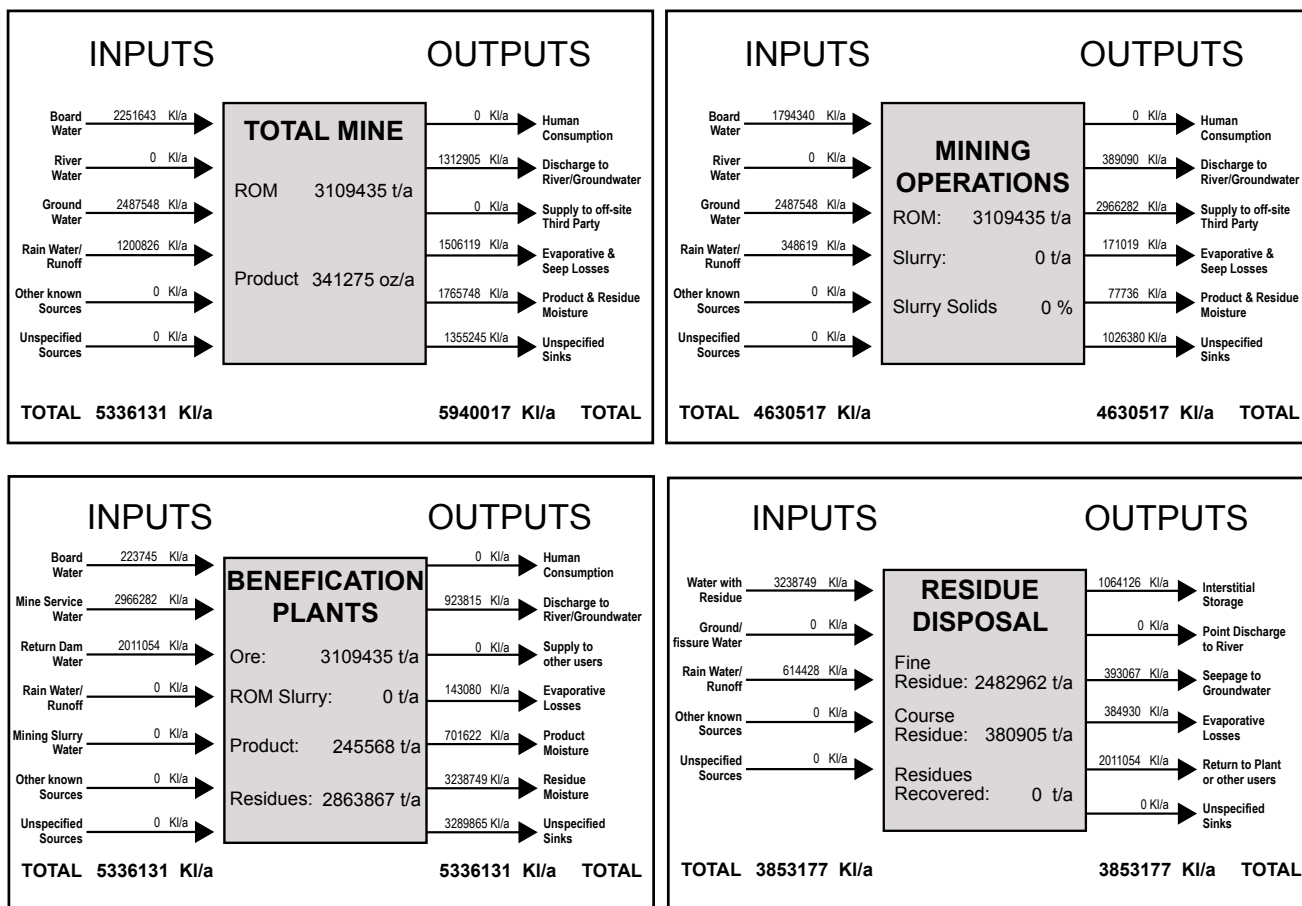 INPUTS OUTPUTS
Board
Water
2251643 Kl/a
River
Water
0 Kl/a
Ground
Water
2487548 Kl/a
Rain Water/
Runoff
1200826 Kl/a
Other known
Sources
0 Kl/a
Unspecified
Sources
0 Kl/a
TOTAL MINE
ROM 3109435 t/a
Product 341275 oz/a
0 Kl/a
Human
Consumption
1312905 Kl/a
Discharge to
River/Groundwater
0 Kl/a
Supply to off-site
Third Party
1506119 Kl/a
Evaporative &
Seep Losses
1765748 Kl/a
Product & Residue
Moisture
1355245 Kl/a
Unspecified
Sinks
TOTAL 5336131 Kl/a 5940017 Kl/a TOTAL
INPUTS OUTPUTS
Board
Water
1794340 Kl/a
River
Water
0 Kl/a
Ground
Water
2487548 Kl/a
Rain Water/
Runoff
348619 Kl/a
Other known
Sources
0 Kl/a
Unspecified
Sources
0 Kl/a
MINING
OPERATIONS
ROM: 3109435 t/a
Slurry: 0 t/a
Slurry Solids 0 %
0 Kl/a
Human
Consumption
389090 Kl/a
Discharge to
River/Groundwater
2966282 Kl/a
Supply to off-site
Third Party
171019 Kl/a
Evaporative &
Seep Losses
77736 Kl/a
Product & Residue
Moisture
1026380 Kl/a
Unspecified
Sinks
TOTAL 4630517 Kl/a 4630517 Kl/a TOTAL
INPUTS OUTPUTS
Board
Water
223745 Kl/a
Mine Service
Water
2966282 Kl/a
Return Dam
Water
2011054 Kl/a
Rain Water/
Runoff
0 Kl/a
Mining Slurry
Water
0 Kl/a
Other known
Sources
0 Kl/a
Unspecified
Sources
0 Kl/a
BENEFICATION
PLANTS
Ore: 3109435 t/a
ROM Slurry: 0 t/a
Product: 245568 t/a
Residues: 2863867 t/a
0 Kl/a
Human
Consumption
923815 Kl/a
Discharge to
River/Groundwater
0 Kl/a
Supply to
other users
143080 Kl/a
Evaporative
Losses
701622 Kl/a
Product
Moisture
3238749 Kl/a
Residue
Moisture
3289865 Kl/a
Unspecified
Sinks
TOTAL 5336131 Kl/a 5336131 Kl/a TOTAL
INPUTS OUTPUTS
Water with
Residue
3238749 Kl/a
Ground/
fissure Water
0 Kl/a
Rain Water/
Runoff
614428 Kl/a
Other known
Sources
0 Kl/a
Unspecified
Sources
0 Kl/a
RESIDUE
DISPOSAL
Fine
Residue: 2482962 t/a
Course
Residue: 380905 t/a
Residues
Recovered: 0 t/a
1064126 Kl/a
Interstitial
Storage
0 Kl/a
Point Discharge
to River
393067 Kl/a
Seepage to
Groundwater
384930 Kl/a
Evaporative
Losses
2011054 Kl/a
Return to Plant
or other users
0 Kl/a
Unspecified
Sinks
TOTAL 3853177 Kl/a 3853177 Kl/a TOTAL